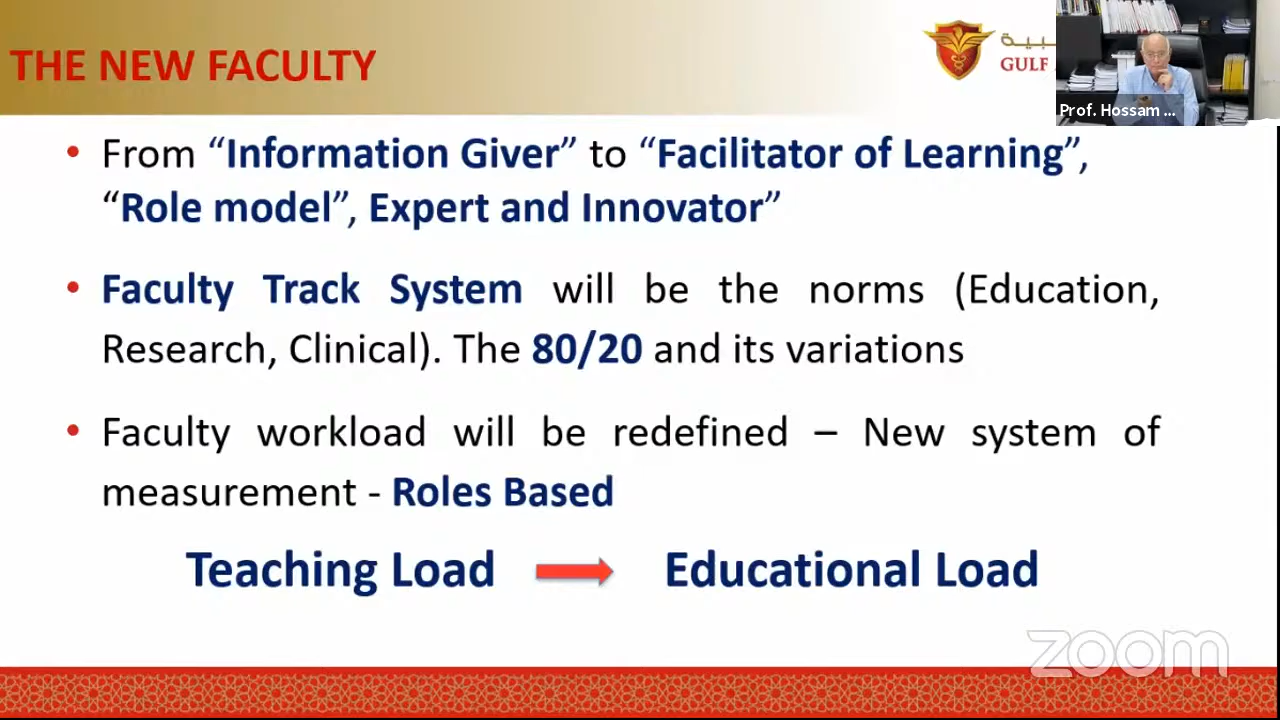 THE NEW FACULTY
بية
GULF
Prof. Hossam ...
• From “Information Giver” to “Facilitator of Learning”,
“Role model”, Expert and Innovator”
• Faculty Track System will be the norms (Education,
Research, Clinical). The 80/20 and its variations
• Faculty workload will be redefined – New system of
measurement - Roles Based
Teaching Load
Educational Load
zoom